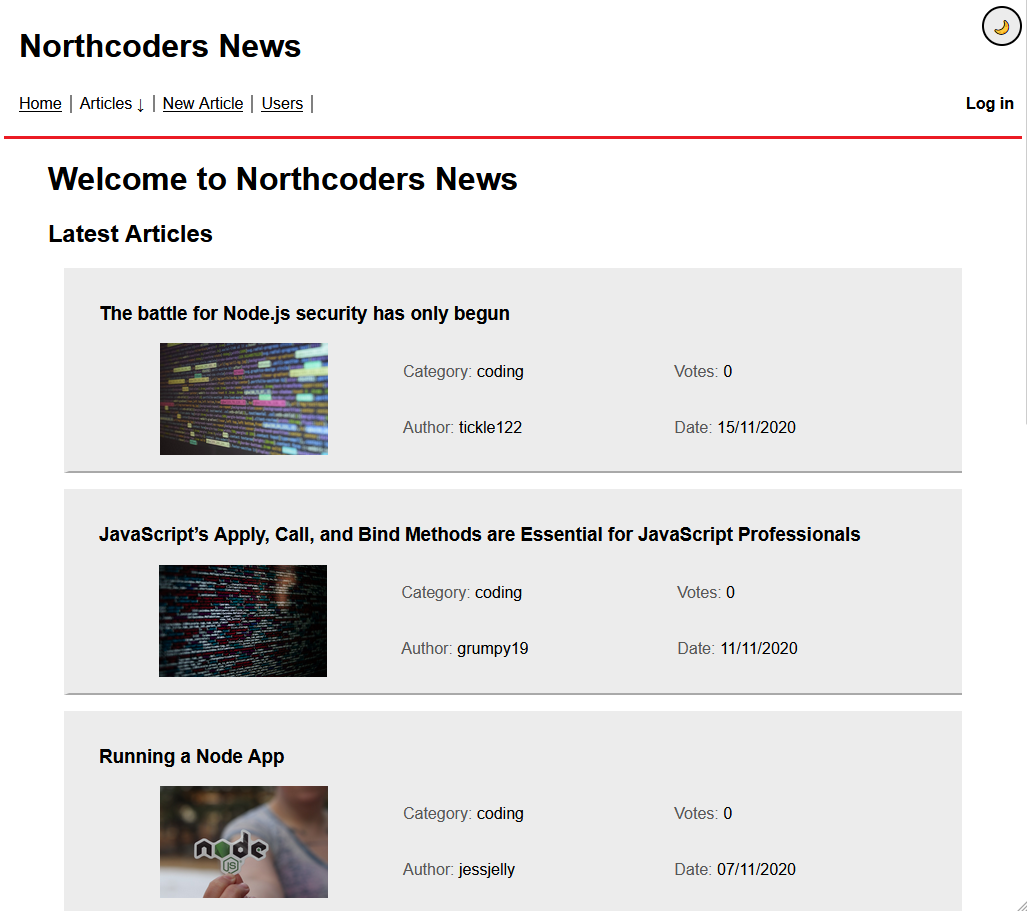 Northcoders News
Home | Articles ↓ | New Article | Users |
Log in
Welcome to Northcoders News
Latest Articles
The battle for Node.js security has only begun
Category: coding
Votes: 0
Author: tickle122
Date: 15/11/2020
JavaScript’s Apply, Call, and Bind Methods are Essential for JavaScript Professionals
Category: coding
Votes: 0
Author: grumpy19
Date: 11/11/2020
Running a Node App
node
JS
Category: coding
Votes: 0
Author: jessjelly
Date: 07/11/2020